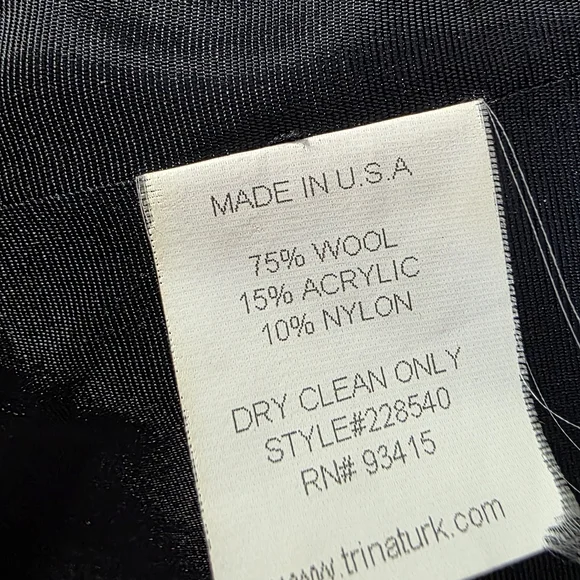 MADE IN U.S.A
75% WOOL
15% ACRYLIC
10% NYLON
DRY CLEAN ONLY
STYLE#228540
RN# 93415
www.trinaturk.com